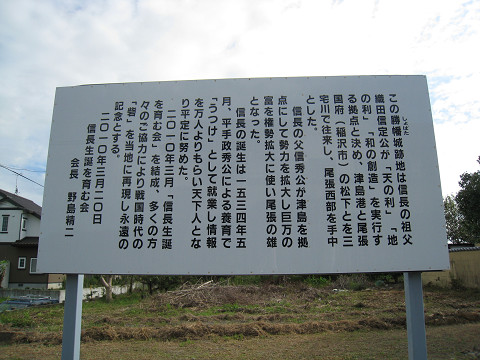 この勝幡城跡地は信長の祖父
しょばた
織田信定公が「天の利」「地
の利」「和の創造」を実行す
る拠点と決め、津島港と尾張
国府（稲沢市）の松下とを三
宅川で往来し、尾張西部を手中
とした。
信長の父信秀公が津島を拠
点にして勢力を拡大し巨万の
富を権勢拡大に使い尾張の雄
となった。
信長の誕生は一五三四年五
月、平手政秀公による養育で
「うつけ」として就業し情報
を万人よりもらい天下人とな
り平定に努めた。
二〇一〇年三月「信長生誕
を育む会」を結成、多くの方
々のご協力により戦国時代の
「砦」を当地に再現し永遠の
記念とする。
二〇一〇年三月二〇日
信長生誕を育む会
会長 野島精二